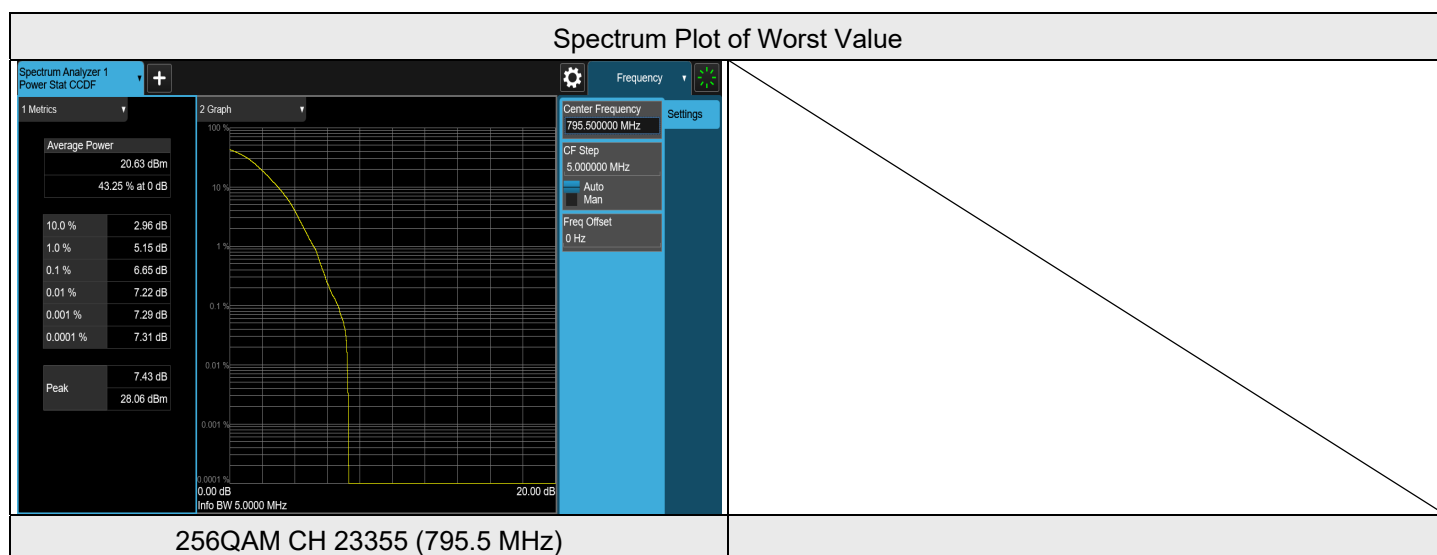 Spectrum Plot of Worst Value
Spectrum Analyzer 1
Power Stat CCDF
+
Frequency
1 Metrics
2 Graph
Center Frequency
795.500000 MHz
Settings
CF Step
5.000000 MHz
Auto
Man
Freq Offset
0 Hz
Average Power
20.63 dBm
43.25 % at 0 dB
10.0 % 2.96 dB
1.0 % 5.15 dB
0.1 % 6.65 dB
0.01 % 7.22 dB
0.001 % 7.29 dB
0.0001 % 7.31 dB
Peak 7.43 dB
28.06 dBm
100 %
10 %
1 %
0.1 %
0.01 %
0.001 %
0.0001 %
0.00 dB 20.00 dB
Info BW 5.0000 MHz
256QAM CH 23355 (795.5 MHz)